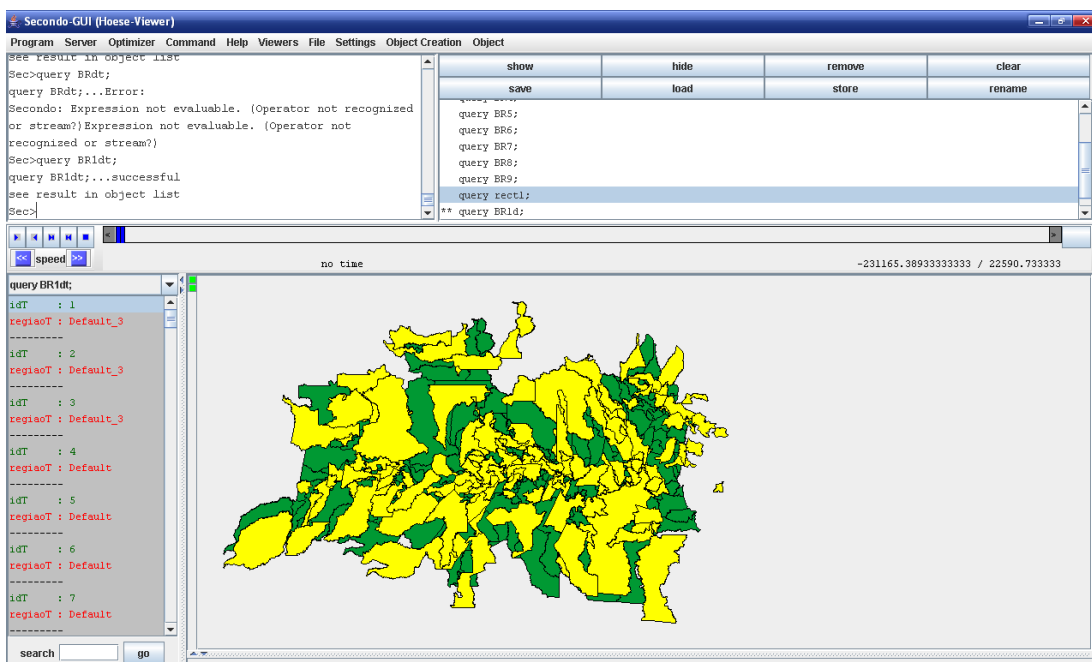 Secondo-GUI (Hoese-Viewer)
Program Server Optimizer Command Help Viewers File Settings Object Creation Object
see result in object list
Sec>query BRdt;
query BRdt;...Error:
Secondo: Expression not evaluable. (Operator not recognized
or stream?)Expression not evaluable. (Operator not
recognized or stream?)
Sec>query BR1dt;
query BR1dt;...successful
see result in object list
Sec>
show hide remove clear
save load store rename
query BR5;
query BR6;
query BR7;
query BR8;
query BR9;
query rect1;
** query BR1d;
<< speed >>
no time
-231165.38933333333 / 22590.733333
query BR1dt;
idT : 1
regiaoT : Default_3
---------
idT : 2
regiaoT : Default_3
---------
idT : 3
regiaoT : Default_3
---------
idT : 4
regiaoT : Default
---------
idT : 5
regiaoT : Default
---------
idT : 6
regiaoT : Default
---------
idT : 7
regiaoT : Default
---------
search go